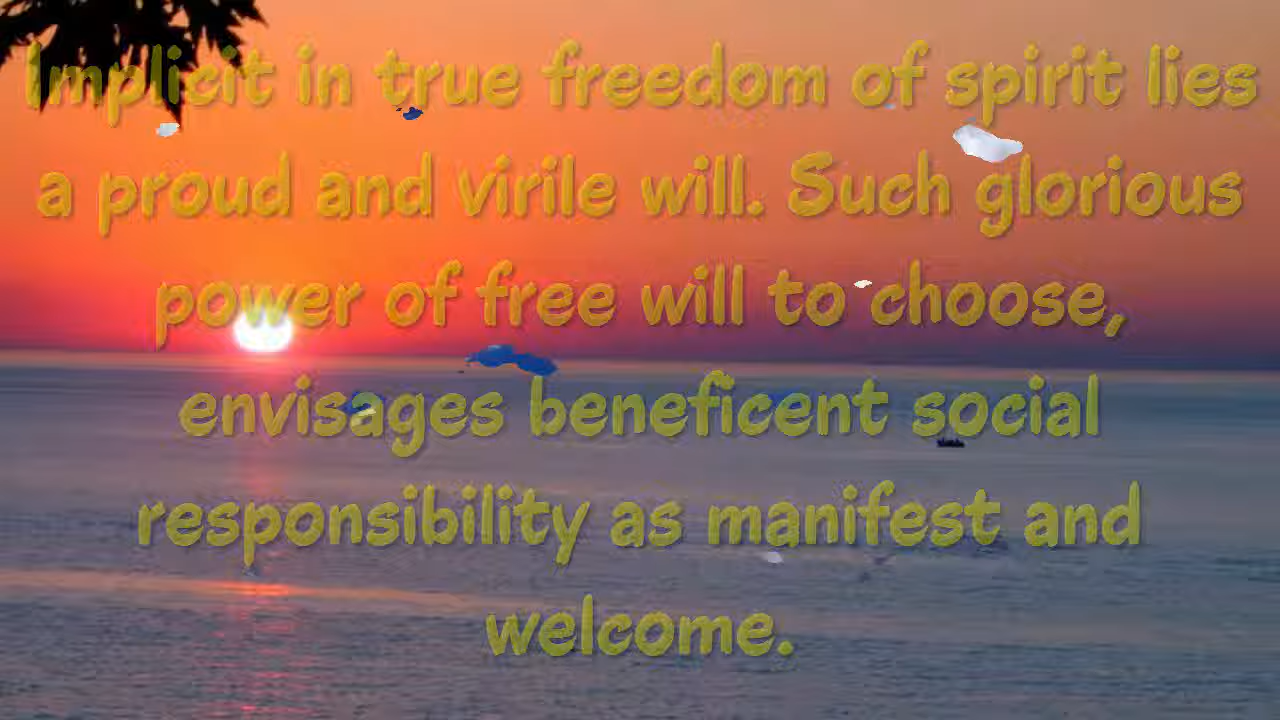 Implicit in true freedom of spirit lies
a proud and virile will. Such glorious
power of free will to choose,
envisages beneficent social
responsibility as manifest and
welcome.